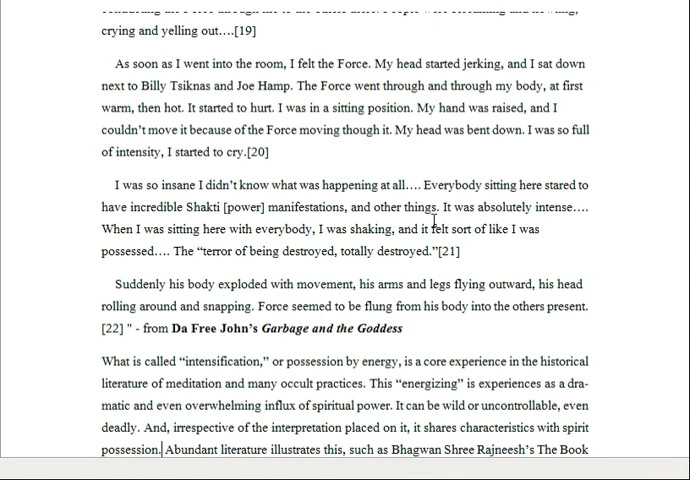 crying and yelling out….[19]
As soon as I went into the room, I felt the Force. My head started jerking, and I sat down
next to Billy Tsiknas and Joe Hamp. The Force went through and through my body, at first
warm, then hot. It started to hurt. I was in a sitting position. My hand was raised, and I
couldn’t move it because of the Force moving though it. My head was bent down. I was so full
of intensity, I started to cry.[20]
I was so insane I didn’t know what was happening at all…. Everybody sitting here stared to
have incredible Shakti [power] manifestations, and other things. It was absolutely intense….
When I was sitting here with everybody, I was shaking, and it felt sort of like I was
possessed…. The “terror of being destroyed, totally destroyed.”[21]
Suddenly his body exploded with movement, his arms and legs flying outward, his head
rolling around and snapping. Force seemed to be flung from his body into the others present.
[22] " - from Da Free John’s Garbage and the Goddess
What is called “intensification,” or possession by energy, is a core experience in the historical
literature of meditation and many occult practices. This “energizing” is experiences as a dra-
matic and even overwhelming influx of spiritual power. It can be wild or uncontrollable, even
deadly. And, irrespective of the interpretation placed on it, it shares characteristics with spirit
possession. Abundant literature illustrates this, such as Bhagwan Shree Rajneesh’s The Book